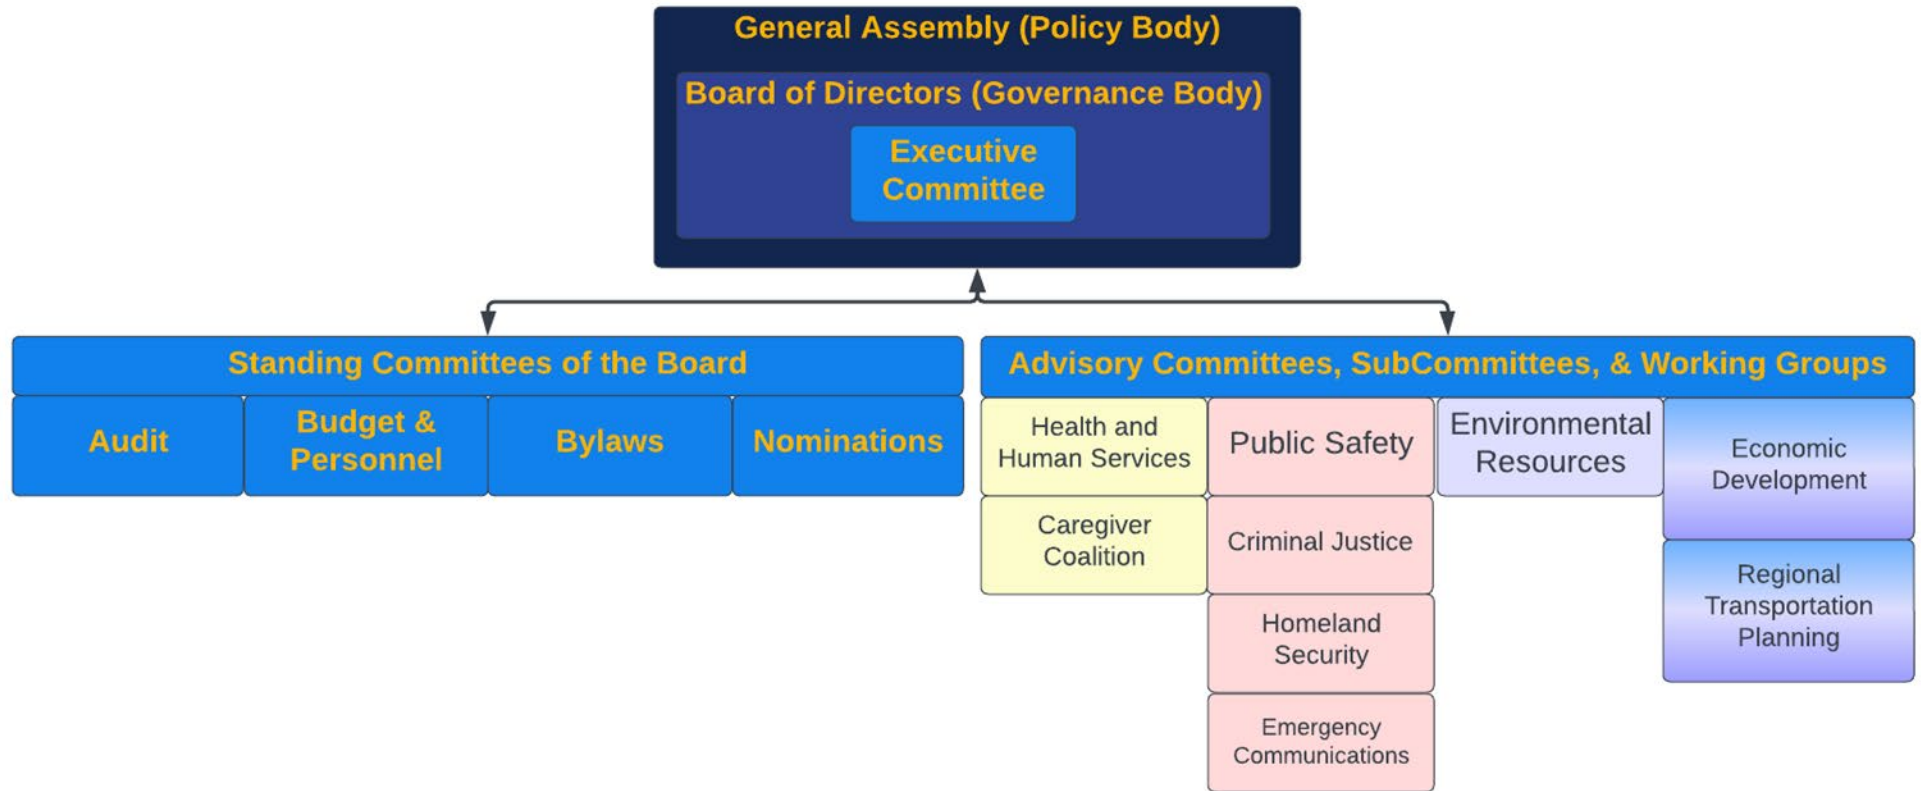 General Assembly (Policy Body)
Board of Directors (Governance Body)
Executive
Committee
Standing Committees of the Board
Audit
Budget &
Personnel
Bylaws
Nominations
Advisory Committees, SubCommittees, & Working Groups
Health and
Human Services
Caregiver
Coalition
Public Safety
Criminal Justice
Homeland
Security
Emergency
Communications
Environmental
Resources
Economic
Development
Regional
Transportation
Planning